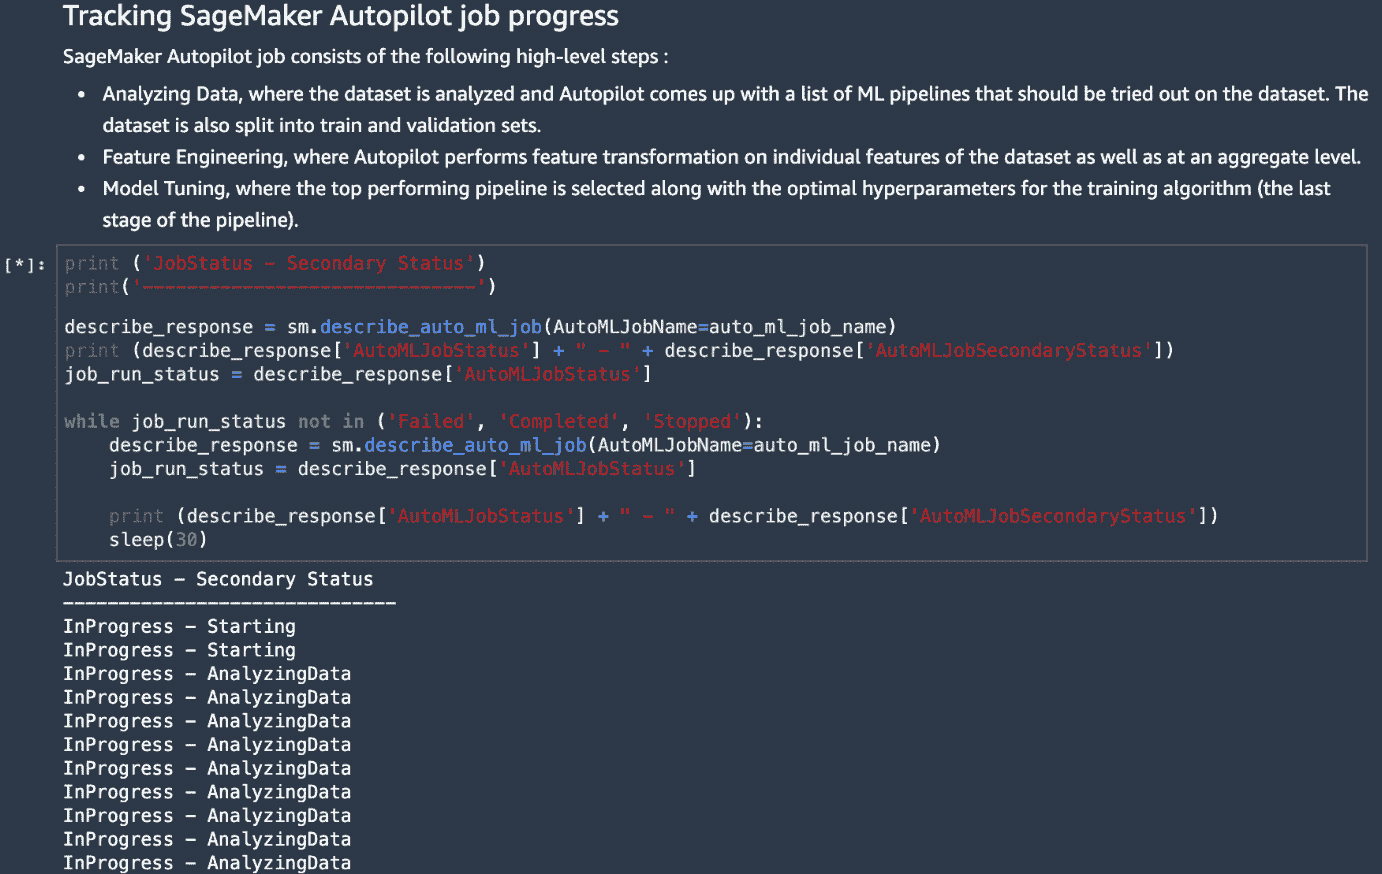 Tracking SageMaker Autopilot job progress
SageMaker Autopilot job consists of the following high-level steps :
• Analyzing Data, where the dataset is analyzed and Autopilot comes up with a list of ML pipelines that should be tried out on the dataset. The
dataset is also split into train and validation sets.
• Feature Engineering, where Autopilot performs feature transformation on individual features of the dataset as well as at an aggregate level.
• Model Tuning, where the top performing pipeline is selected along with the optimal hyperparameters for the training algorithm (the last
stage of the pipeline).
[*]: print ('JobStatus - Secondary Status')
print('------------------------------')
describe_response = sm.describe_auto_ml_job(AutoMLJobName=auto_ml_job_name)
print (describe_response['AutoMLJobStatus'] + " - " + describe_response['AutoMLJobSecondaryStatus'])
job_run_status = describe_response['AutoMLJobStatus']
while job_run_status not in ('Failed', 'Completed', 'Stopped'):
    describe_response = sm.describe_auto_ml_job(AutoMLJobName=auto_ml_job_name)
    job_run_status = describe_response['AutoMLJobStatus']
    print (describe_response['AutoMLJobStatus'] + " - " + describe_response['AutoMLJobSecondaryStatus'])
    sleep(30)
JobStatus - Secondary Status
------------------------------
InProgress - Starting
InProgress - Starting
InProgress - AnalyzingData
InProgress - AnalyzingData
InProgress - AnalyzingData
InProgress - AnalyzingData
InProgress - AnalyzingData
InProgress - AnalyzingData
InProgress - AnalyzingData
InProgress - AnalyzingData
InProgress - AnalyzingData